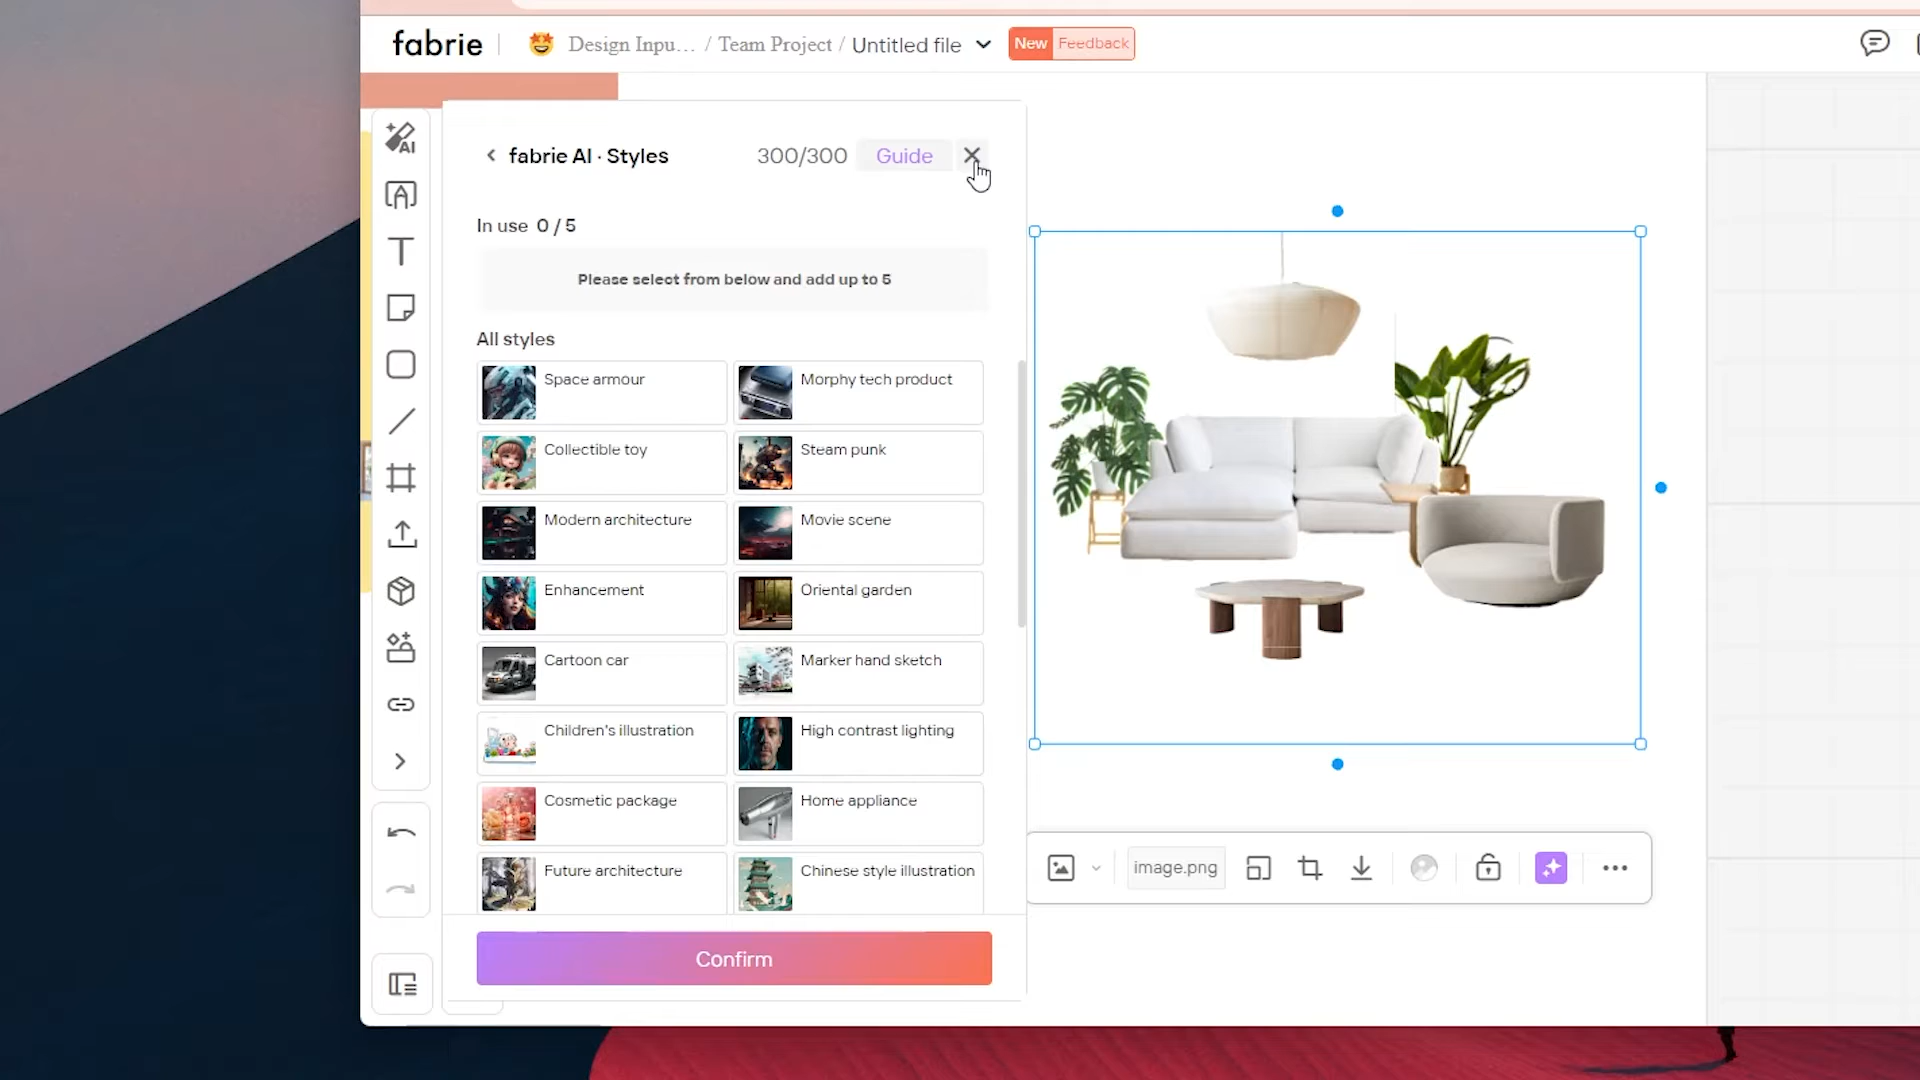 fabrie
Design Inpu... / Team Project / Untitled file
New Feedback
AI
fabrie AI · Styles
300/300
Guide
In use 0 / 5
Please select from below and add up to 5
All styles
Space armour
Morphy tech product
Collectible toy
Steam punk
Modern architecture
Movie scene
Enhancement
Oriental garden
Cartoon car
Marker hand sketch
Children's illustration
High contrast lighting
Cosmetic package
Home appliance
Future architecture
Chinese style illustration
Confirm
image.png